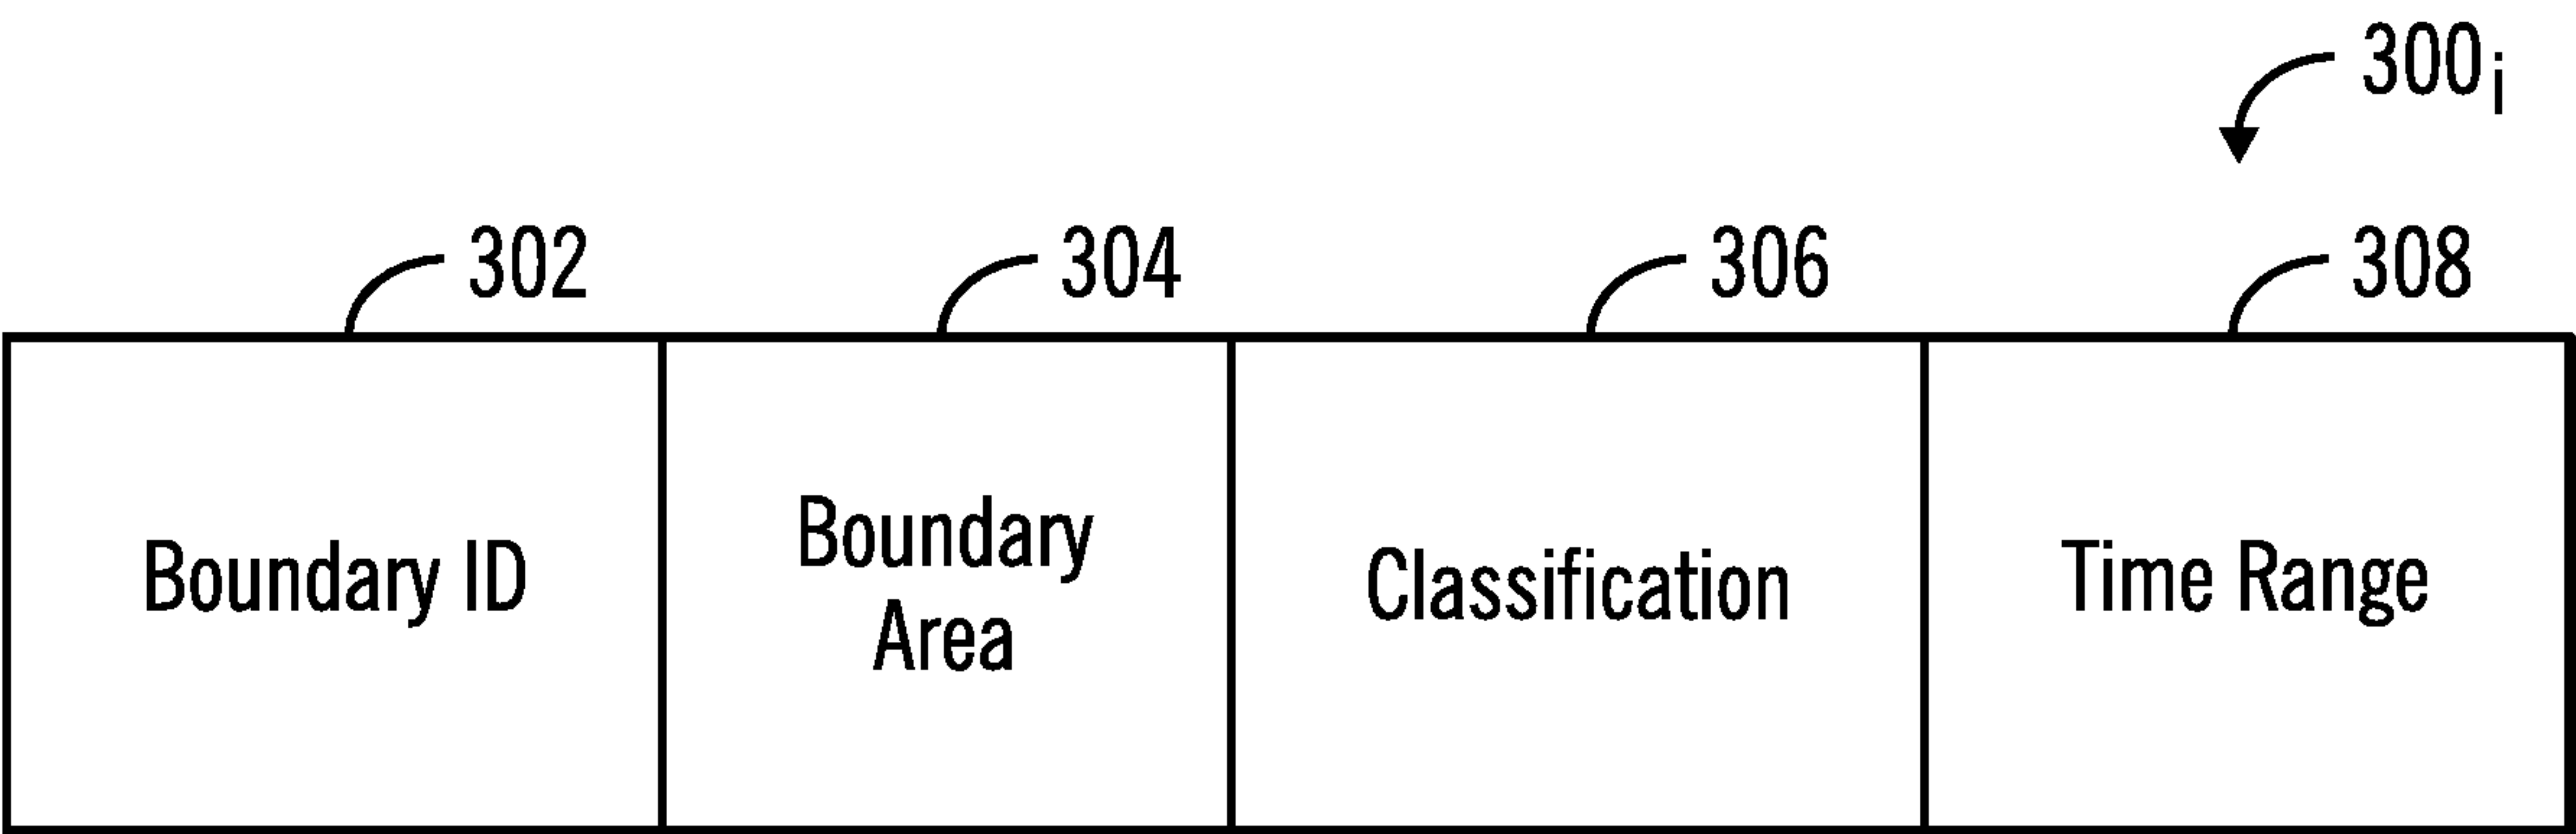 300i
302
304
306
308
Boundary ID
Boundary
Area
Classification
Time Range